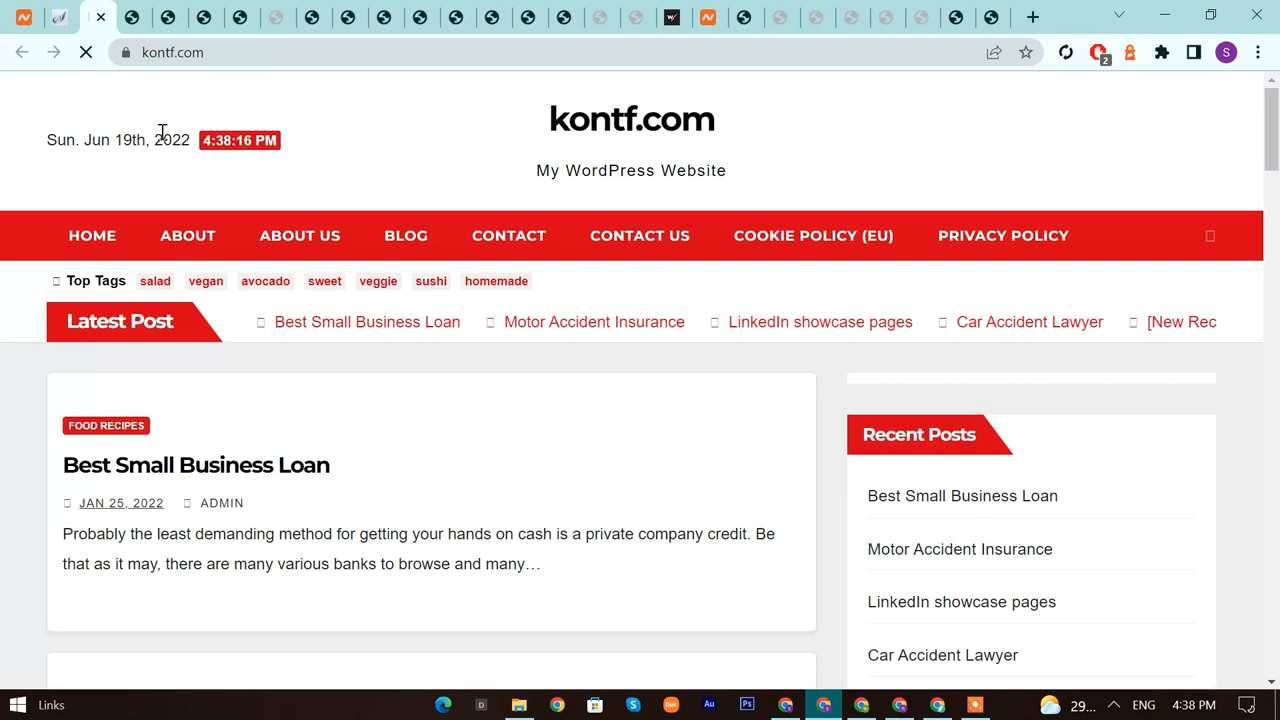 kontf.com
2
S
Sun. Jun 19th, 2022 4:38:16 PM
kontf.com
My WordPress Website
HOME ABOUT ABOUT US BLOG CONTACT CONTACT US COOKIE POLICY (EU) PRIVACY POLICY
Top Tags salad vegan avocado sweet veggie sushi homemade
Latest Post Best Small Business Loan Motor Accident Insurance LinkedIn showcase pages Car Accident Lawyer [New Rec
FOOD RECIPES
Best Small Business Loan
JAN 25, 2022 ADMIN
Probably the least demanding method for getting your hands on cash is a private company credit. Be
that as it may, there are many various banks to browse and many…
Recent Posts
Best Small Business Loan
Motor Accident Insurance
LinkedIn showcase pages
Car Accident Lawyer
Links D S DAX Au Ps 29... ENG 4:38 PM